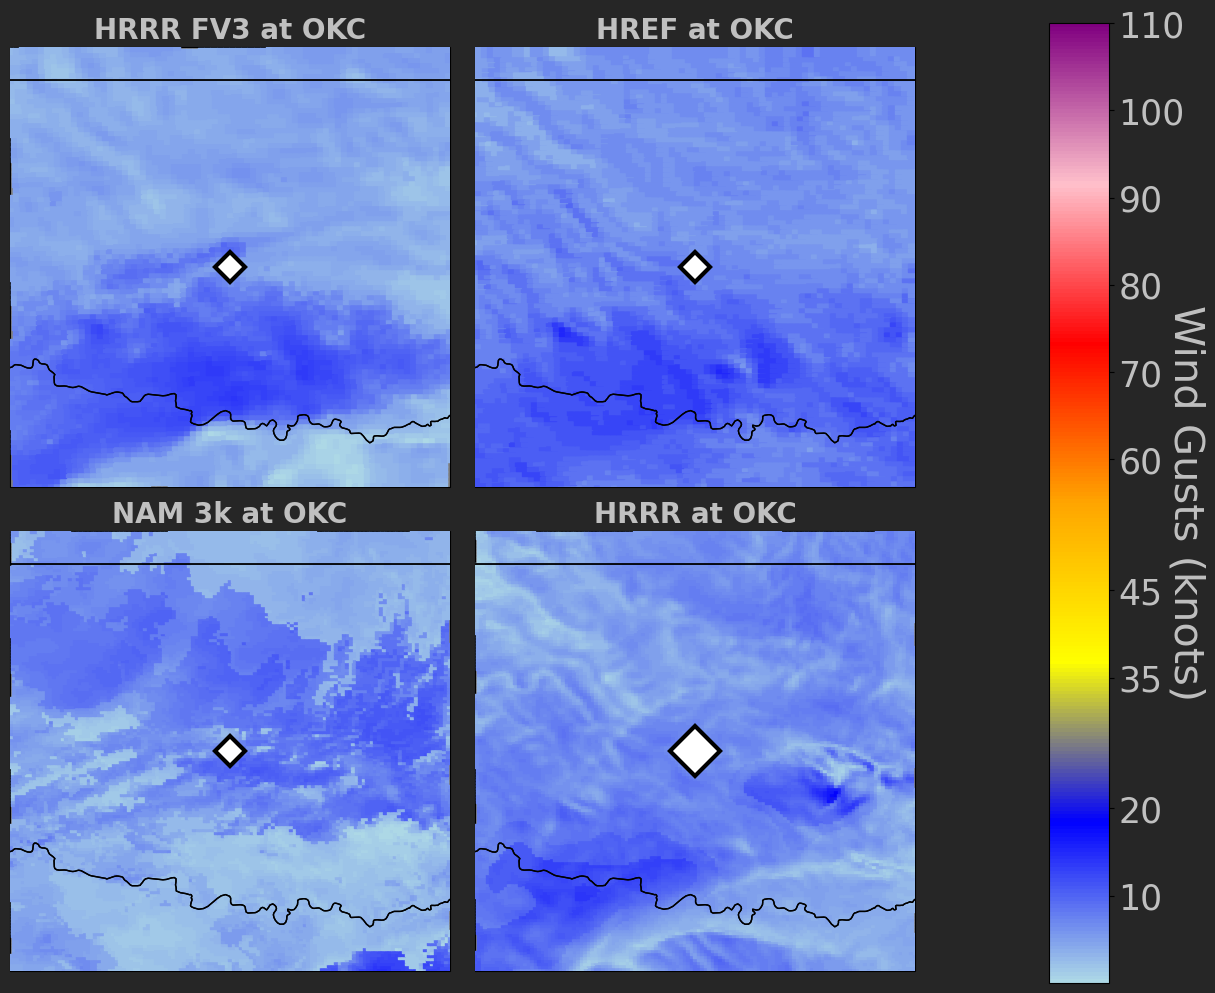 HRRR FV3 at OKC
HREF at OKC
NAM 3k at OKC
HRRR at OKC
110
100
90
80
70
60
45
35
20
10
Wind Gusts (knots)